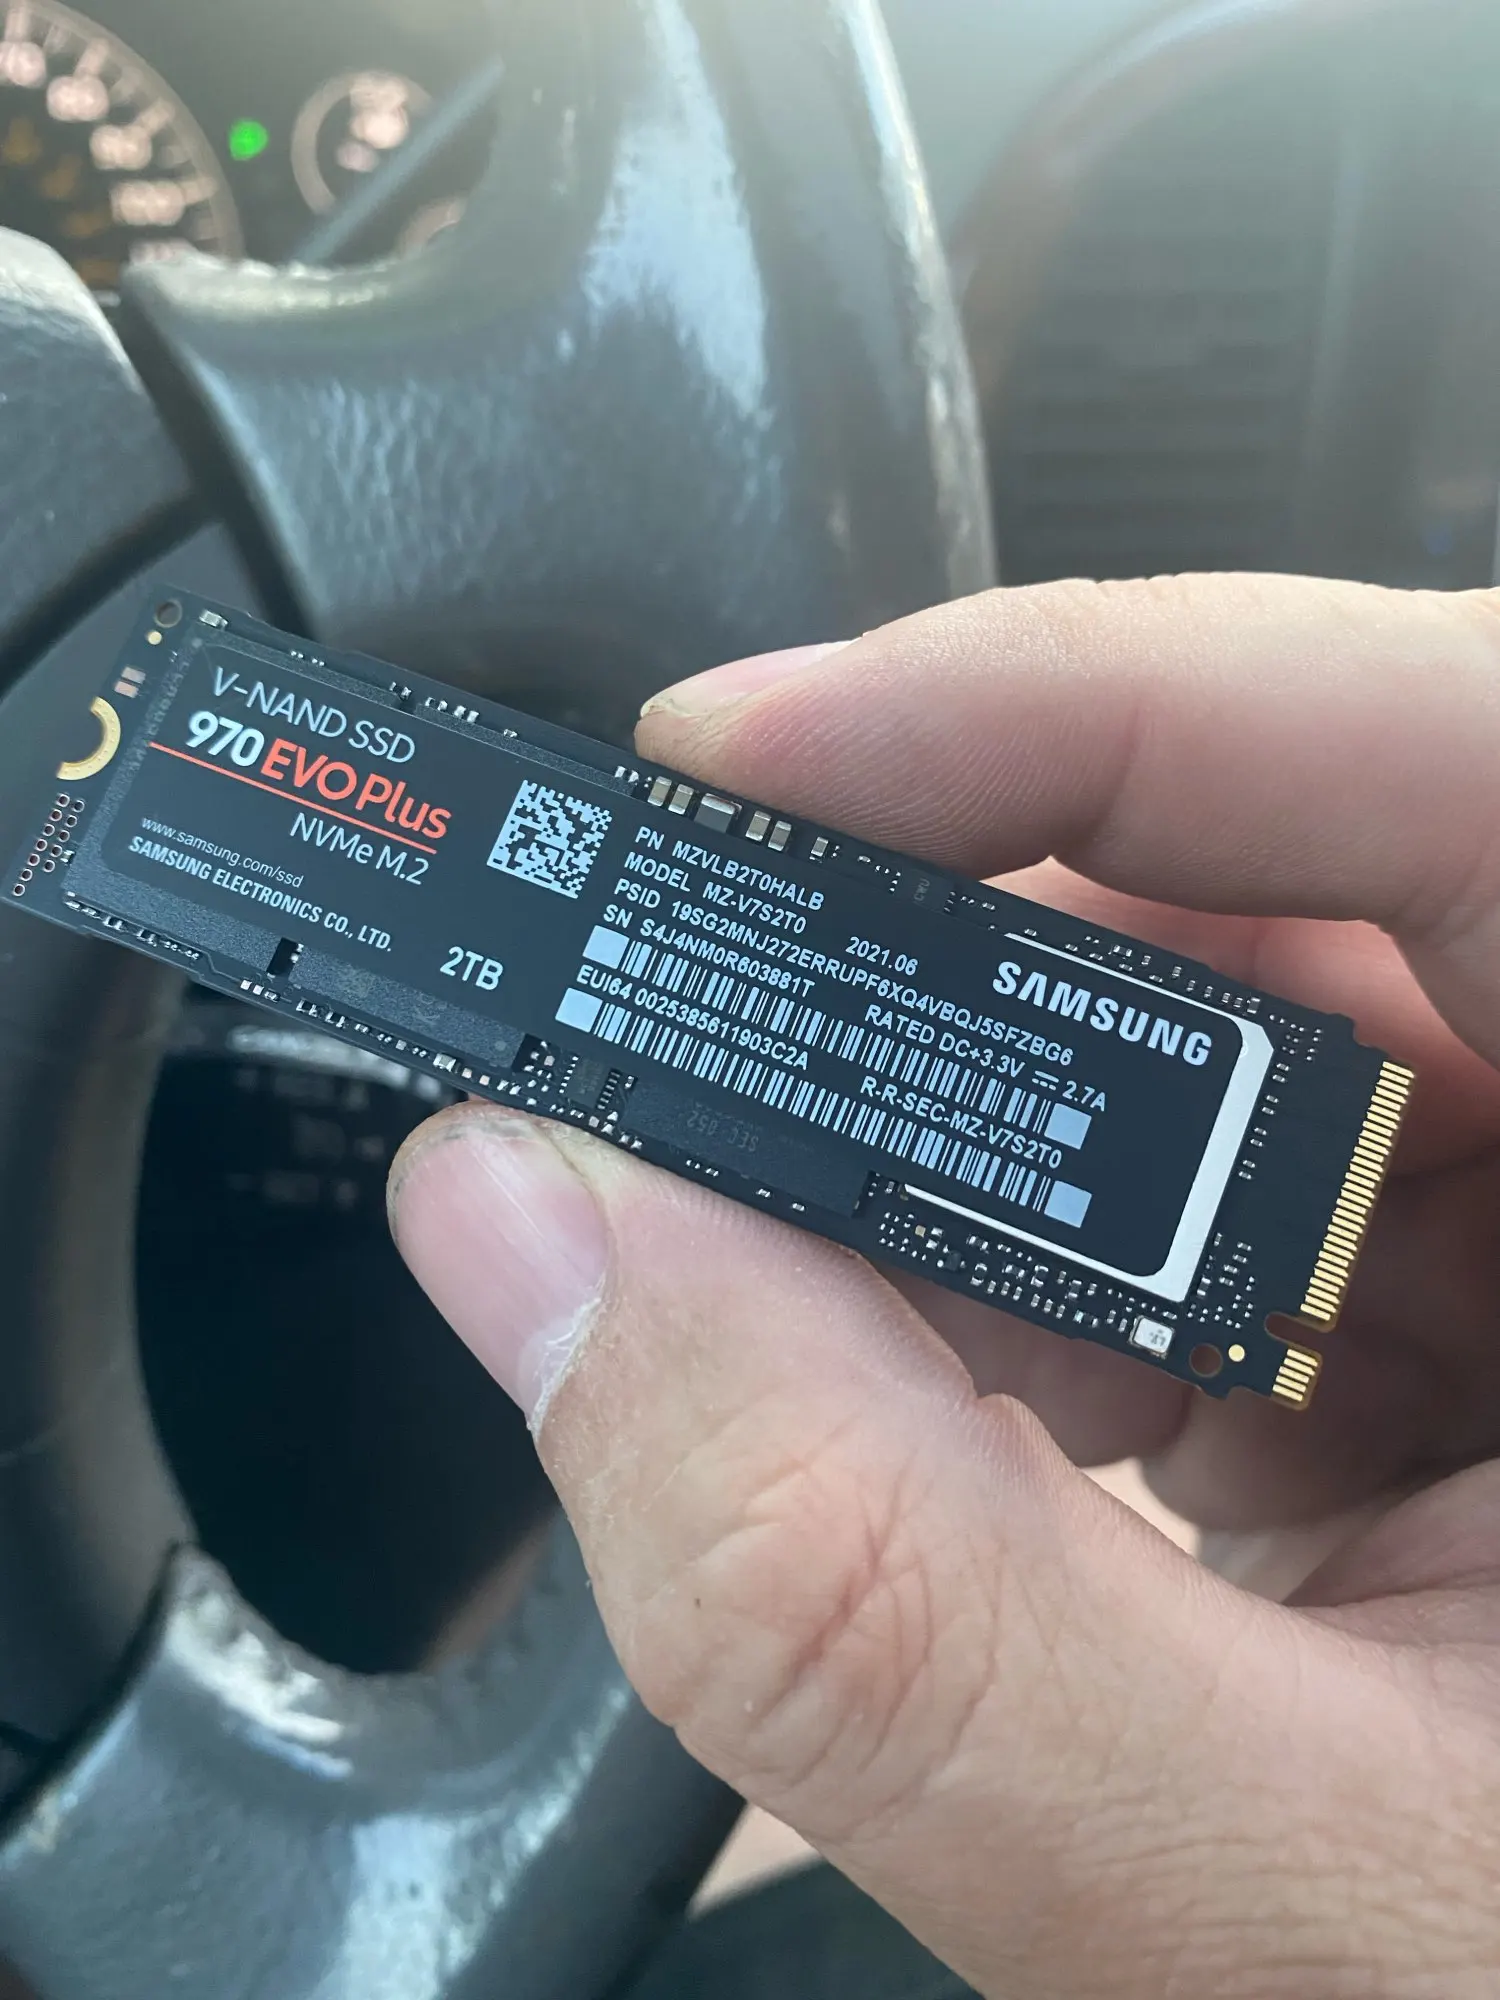 V-NAND SSD
970 EVO Plus
NVMe M.2
www.samsung.com/ssd
SAMSUNG ELECTRONICS CO., LTD.
2TB
PN MZVLB2T0HALB
MODEL MZ-V7S2T0 2021.06
PSID 19SG2MNJ272ERRUPF6XQ4VBQJ5SFZBG6
SN S4J4NM0R603881T RATED DC+3.3V ⎓ 2.7A
EUI64 0025385611903C2A R-R-SEC-MZ-V7S2T0
SAMSUNG
SEC 052